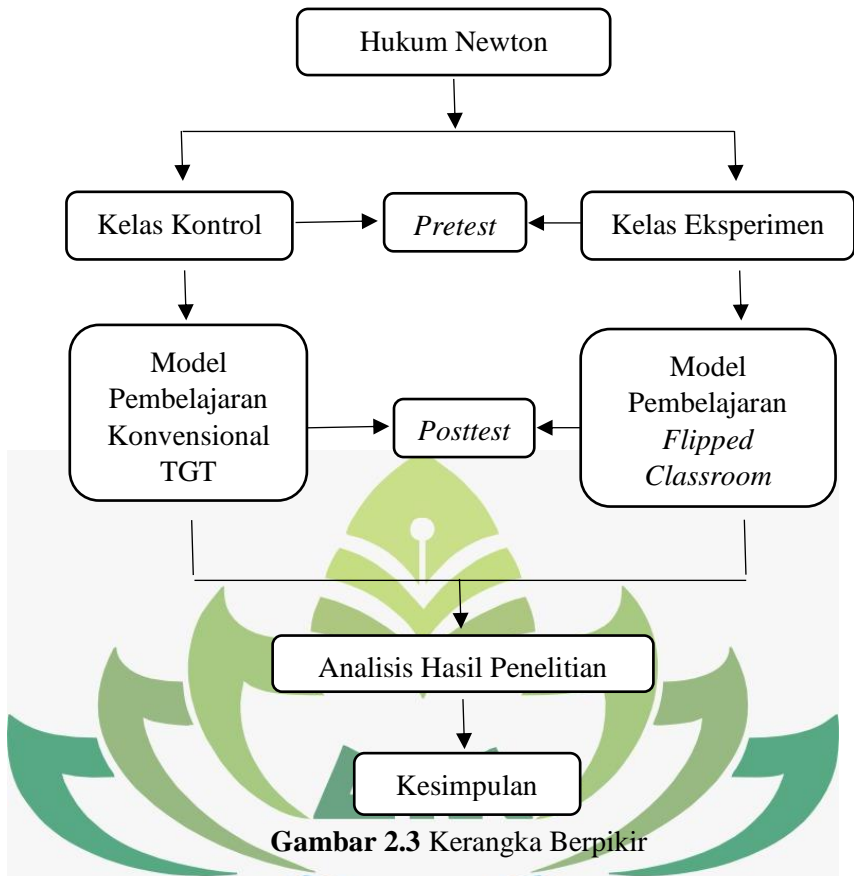 Hukum Newton
Kelas Kontrol
Pretest
Kelas Eksperimen
Model
Pembelajaran
Konvensional
TGT
Posttest
Model
Pembelajaran
Flipped
Classroom
Analisis Hasil Penelitian
Kesimpulan
Gambar 2.3 Kerangka Berpikir